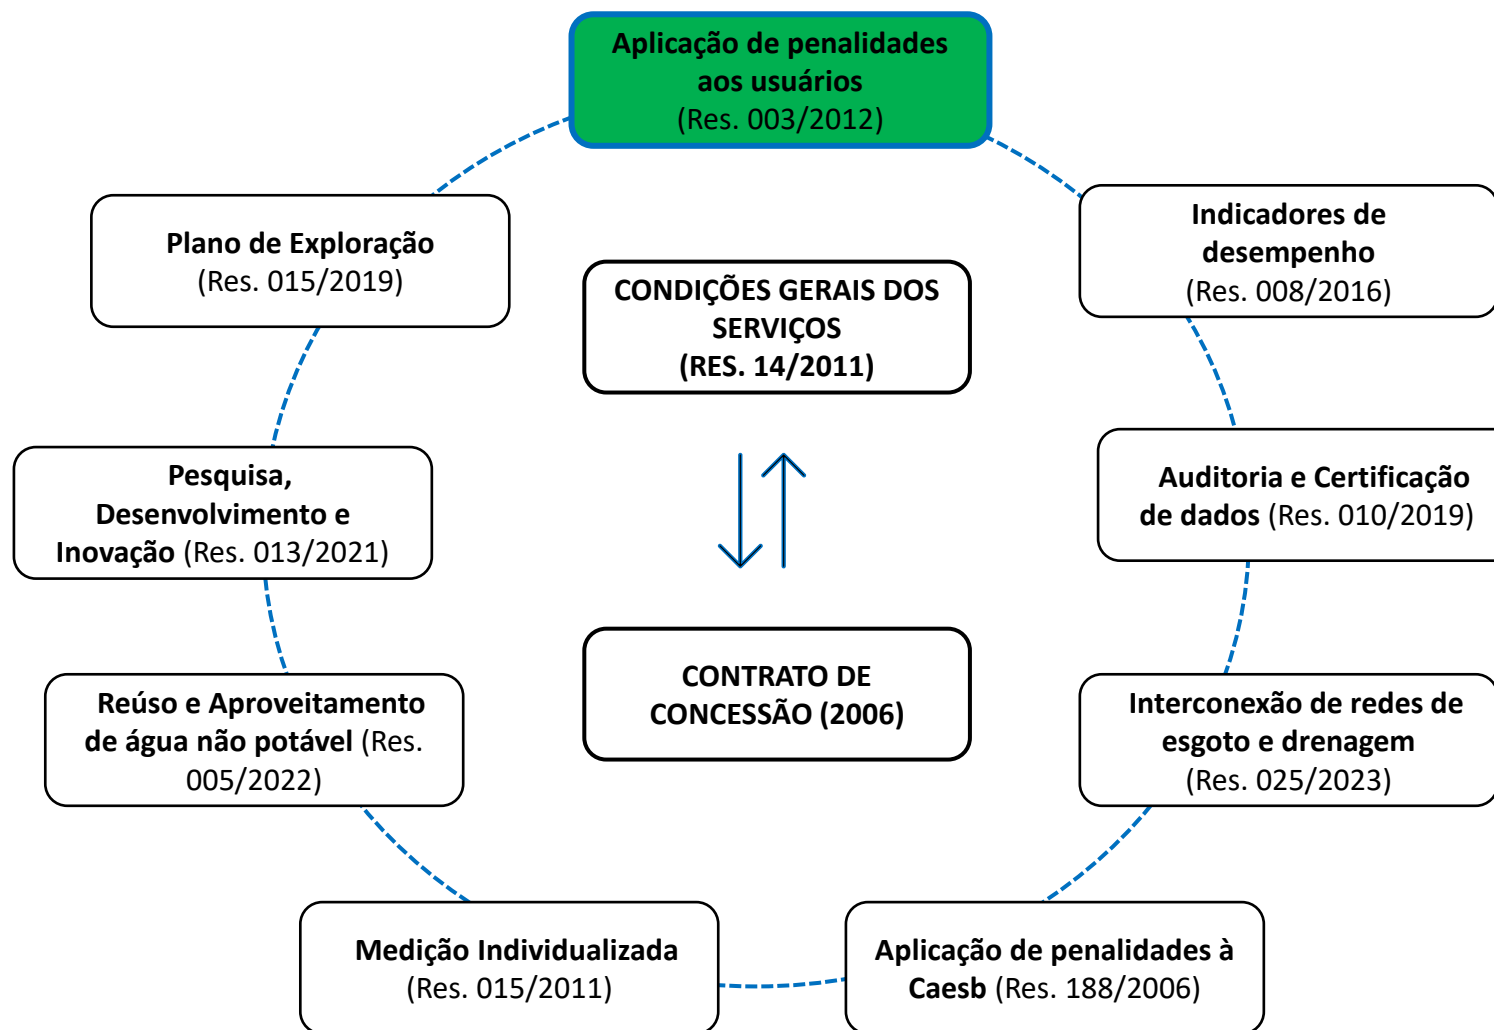 Aplicação de penalidades
aos usuários
(Res. 003/2012)
Plano de Exploração
(Res. 015/2019)
Indicadores de
desempenho
(Res. 008/2016)
CONDIÇÕES GERAIS DOS
SERVIÇOS
(RES. 14/2011)
Pesquisa,
Desenvolvimento e
Inovação (Res. 013/2021)
Auditoria e Certificação
de dados (Res. 010/2019)
Reúso e Aproveitamento
de água não potável (Res.
005/2022)
CONTRATO DE
CONCESSÃO (2006)
Interconexão de redes de
esgoto e drenagem
(Res. 025/2023)
Medição Individualizada
(Res. 015/2011)
Aplicação de penalidades à
Caesb (Res. 188/2006)